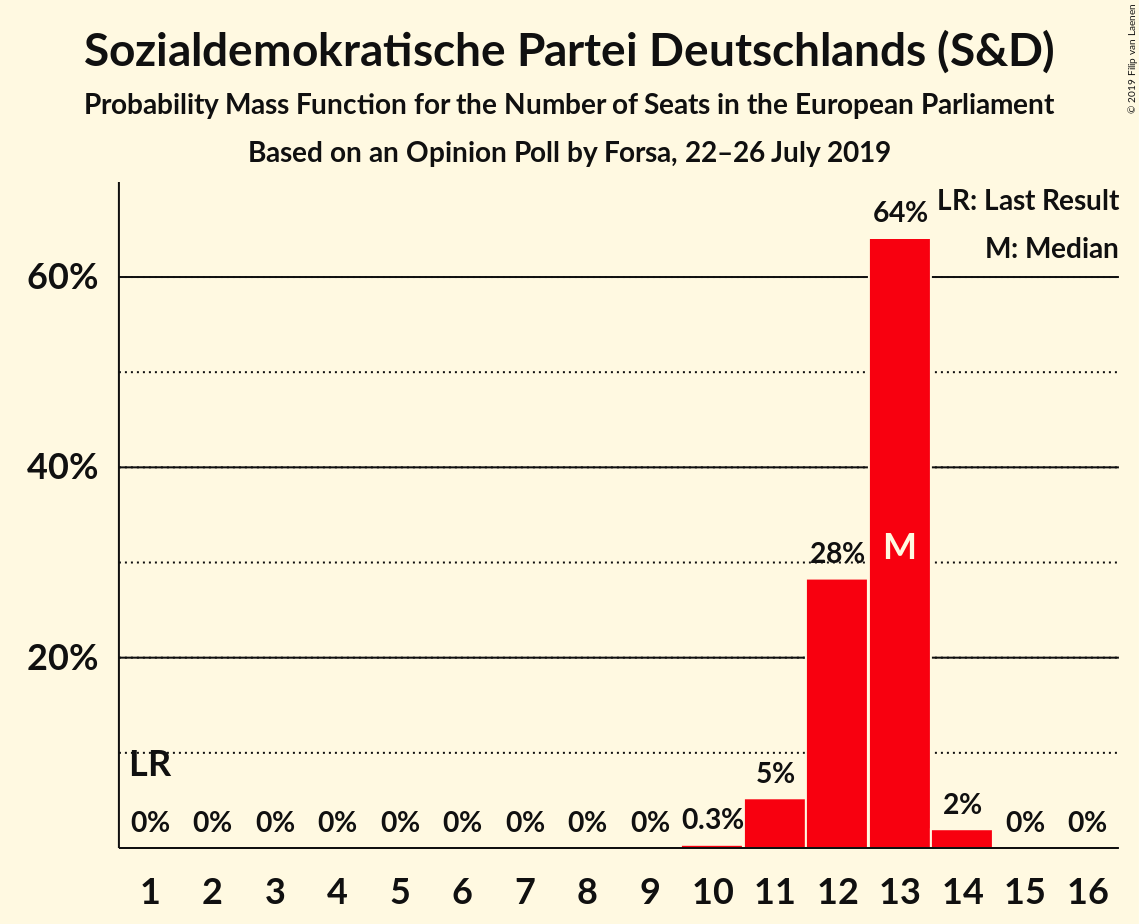 Sozialdemokratische Partei Deutschlands (S&D)
Probability Mass Function for the Number of Seats in the European Parliament
Based on an Opinion Poll by Forsa, 22–26 July 2019
© 2019 Filip van Laenen
LR: Last Result
M: Median
60%
40%
20%
LR
0% 0% 0% 0% 0% 0% 0% 0% 0% 0.3% 5% 28% 64% 2% 0% 0%
M
1 2 3 4 5 6 7 8 9 10 11 12 13 14 15 16